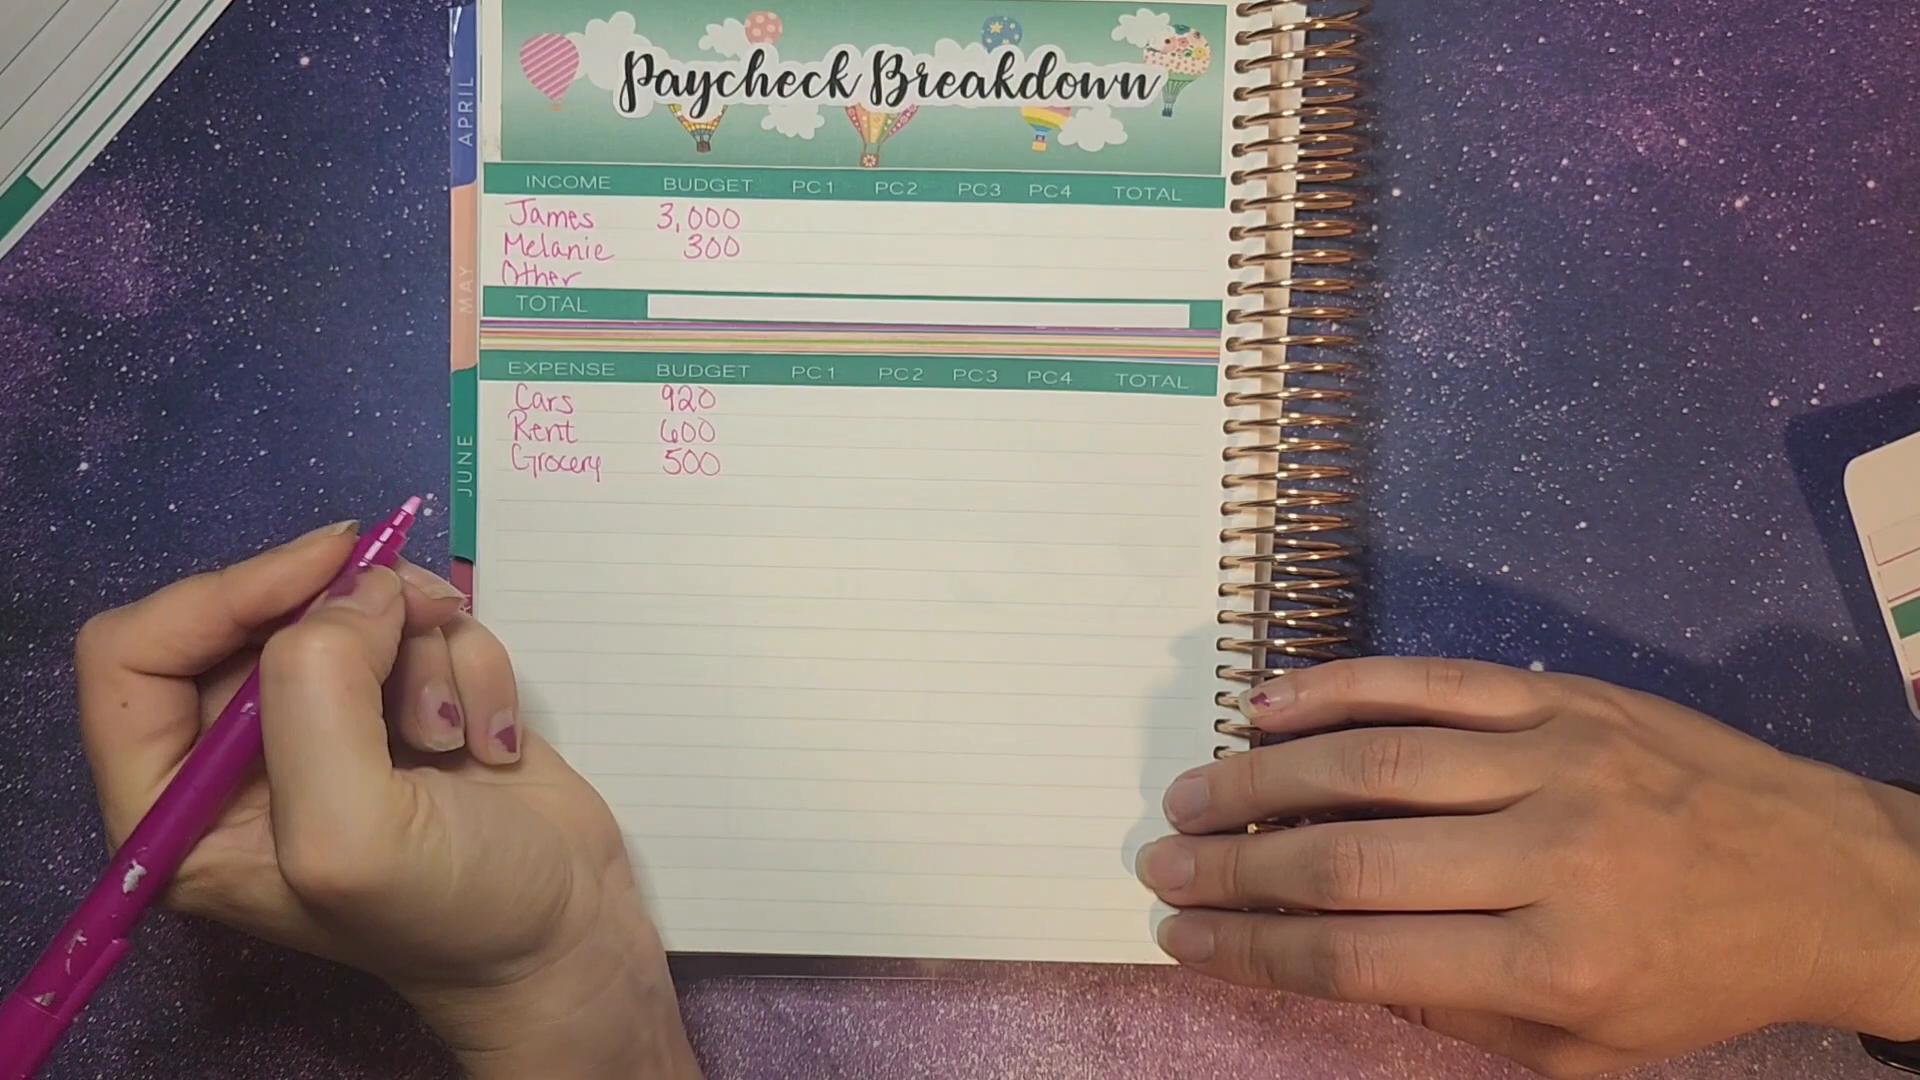 Paycheck Breakdown
INCOME BUDGET PC1 PC2 PC3 PC4 TOTAL
James 3,000
Melanie 300
Other
TOTAL
EXPENSE BUDGET PC1 PC2 PC3 PC4 TOTAL
Cars 920
Rent 600
Grocery 500
APRIL
MAY
JUNE